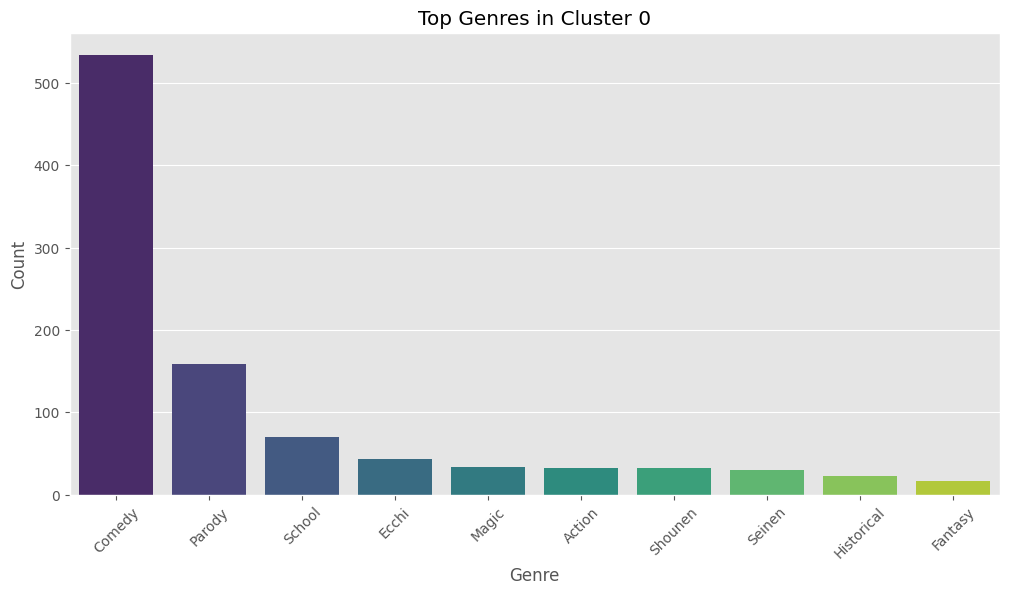 Top Genres in Cluster 0
Count
500
400
300
200
100
0
Comedy
Parody
School
Ecchi
Magic
Action
Shounen
Seinen
Historical
Fantasy
Genre